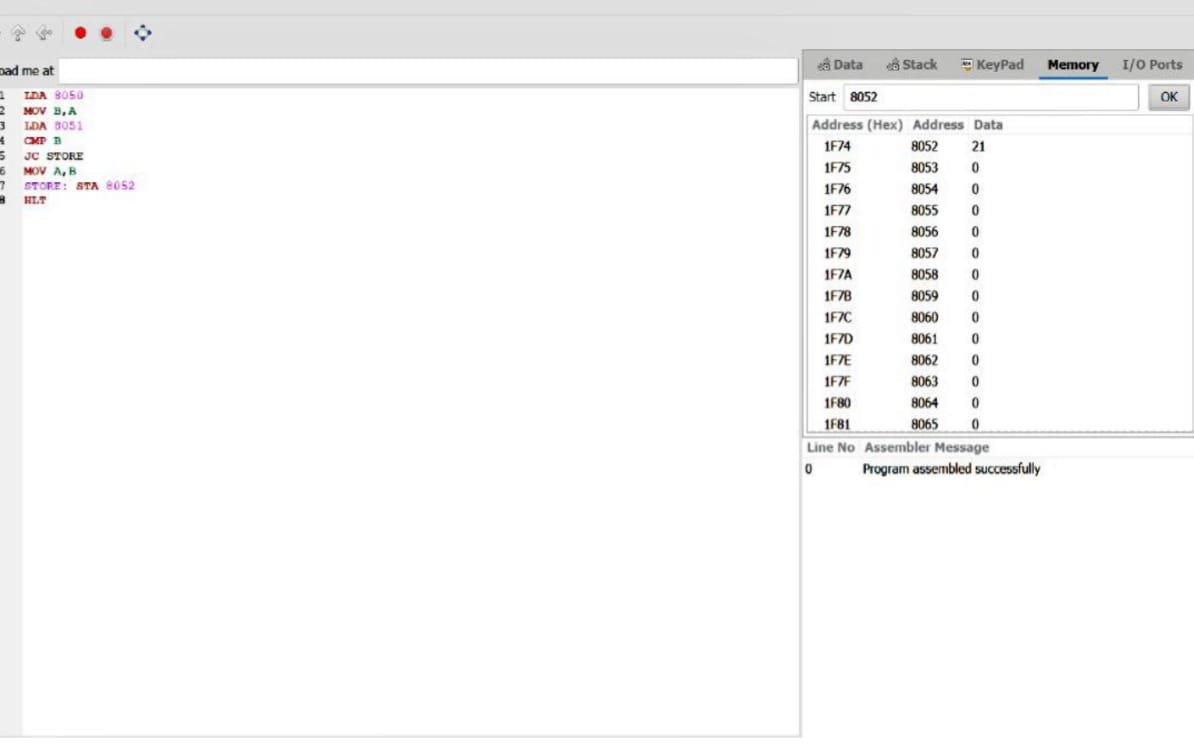 oad me at
1 LDA 8050
2 MOV B,A
3 LDA 8051
4 CMP B
5 JC STORE
6 MOV A,B
7 STORE: STA 8052
8 HLT
Data Stack KeyPad Memory I/O Ports
Start 8052 OK
Address (Hex) Address Data
1F74 8052 21
1F75 8053 0
1F76 8054 0
1F77 8055 0
1F78 8056 0
1F79 8057 0
1F7A 8058 0
1F7B 8059 0
1F7C 8060 0
1F7D 8061 0
1F7E 8062 0
1F7F 8063 0
1F80 8064 0
1F81 8065 0
Line No Assembler Message
0 Program assembled successfully